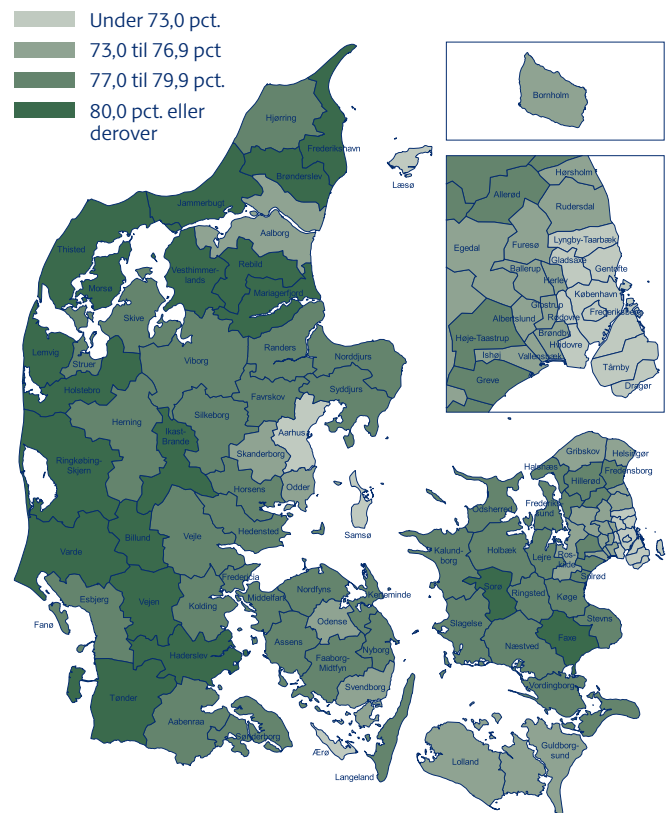 Under 73,0 pct.
73,0 til 76,9 pct
77,0 til 79,9 pct.
80,0 pct. eller
derover
Bornholm
Hjørring
Frederikshavn
Brønderslev
Læsø
Jammerbugt
Aalborg
Thisted
Morsø
Vesthimmer-
lands
Rebild
Mariagerfjord
Skive
Lemvig
Struer
Viborg
Randers
Norddjurs
Holstebro
Favrskov
Syddjurs
Herning
Silkeborg
Ikast-
Brande
Aarhus
Skanderborg
Ringkøbing-
Skjern
Horsens
Odder
Samsø
Varde
Billund
Vejle
Hedensted
Esbjerg
Fanø
Vejen
Kolding
Fredericia
Middelfart
Nordfyns
Kerteminde
Odense
Assens
Nyborg
Faaborg-
Midtfyn
Haderslev
Tønder
Aabenraa
Sønderborg
Svendborg
Ærø
Langeland
Hørsholm
Allerød
Rudersdal
Egedal
Furesø
Lyngby-Taarbæk
Gladsaxe
Gentofte
Ballerup
Herlev
København
Glostrup
Rødovre
Frederiksberg
Albertslund
Høje-Taastrup
Brøndby
Hvidovre
Ishøj
Vallensbæk
Greve
Tårnby
Dragør
Gribskov
Helsingør
Halsnæs
Hillerød
Fredensborg
Odsherred
Frederiks-
sund
Kalund-
borg
Holbæk
Lejre
Ros-
kilde
Solrød
Sorø
Ringsted
Køge
Slagelse
Stevns
Næstved
Faxe
Vordingborg
Lolland
Guldborg-
sund